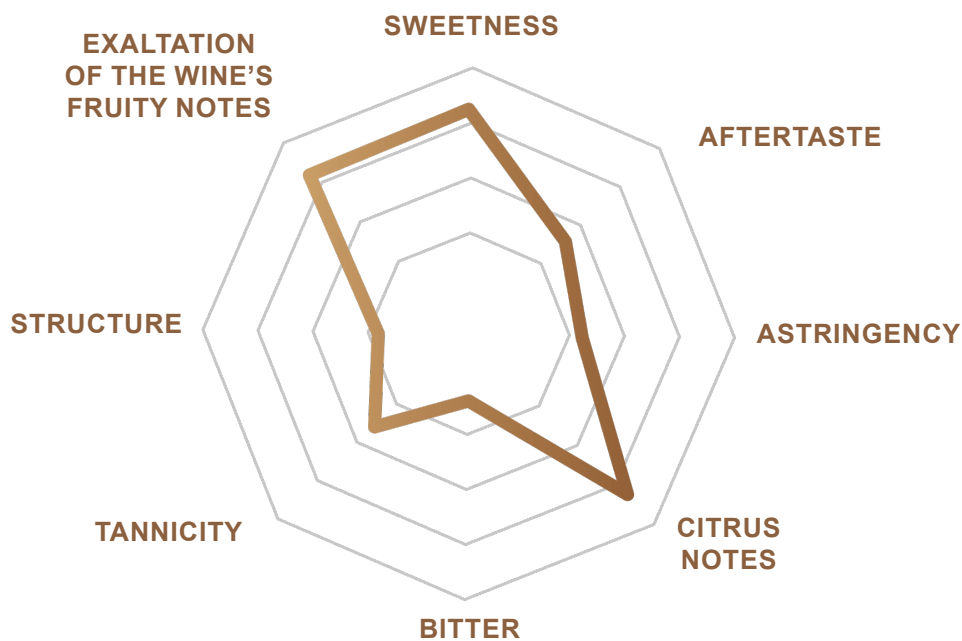 SWEETNESS
EXALTATION
OF THE WINE’S
FRUITY NOTES
AFTERTASTE
STRUCTURE
ASTRINGENCY
TANNICITY
CITRUS
NOTES
BITTER